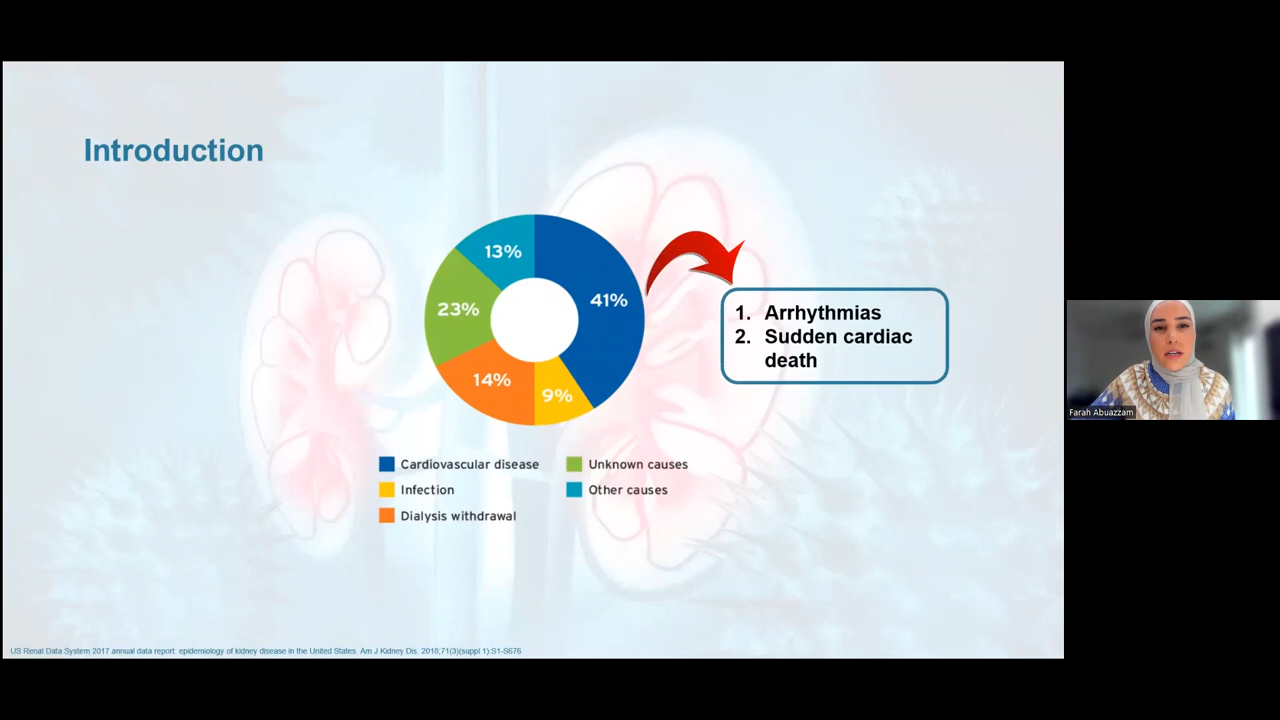 Introduction
13%
41%
23%
14%
9%
1. Arrhythmias
2. Sudden cardiac
death
Cardiovascular disease
Unknown causes
Infection
Other causes
Dialysis withdrawal
Farah Abuazzam
US Renal Data System 2017 annual data report: epidemiology of kidney disease in the United States. Am J Kidney Dis. 2018;71(3)(suppl 1):S1-S676